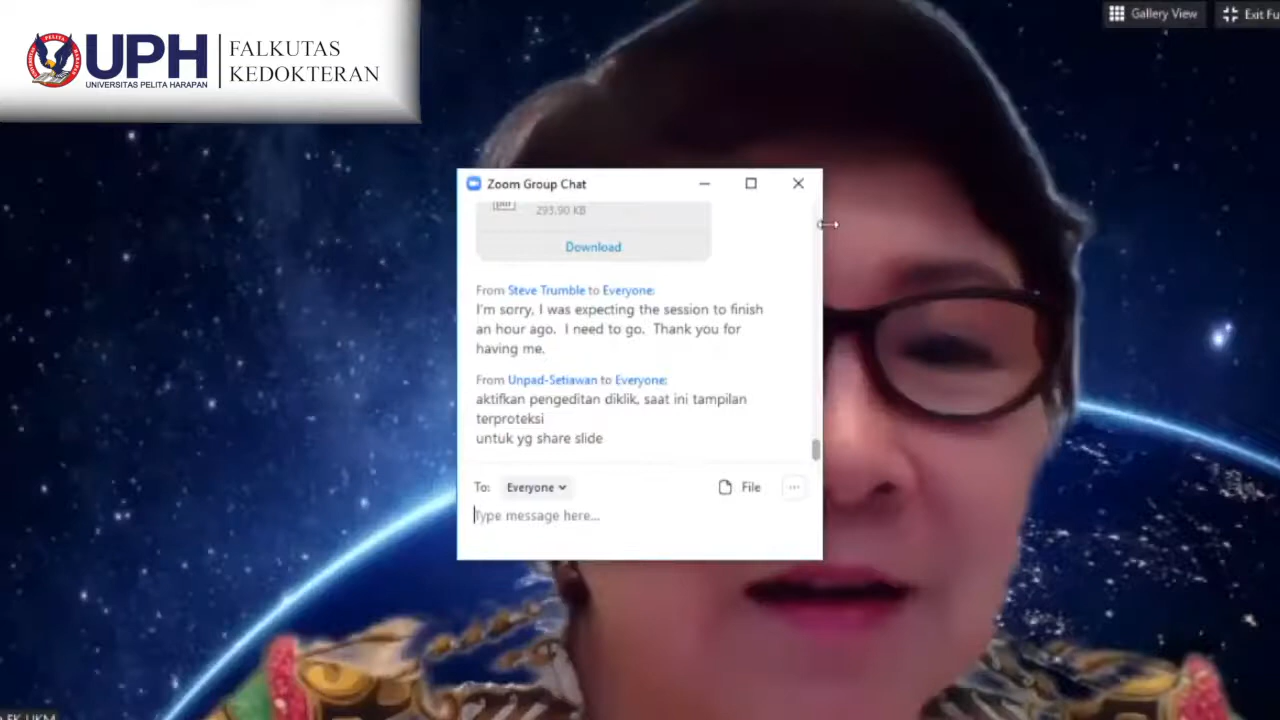 UPH
UNIVERSITAS PELITA HARAPAN
FALKUTAS
KEDOKTERAN
Gallery View
Exit Fu
Zoom Group Chat
293.90 KB
Download
From Steve Trumble to Everyone:
I'm sorry, I was expecting the session to finish
an hour ago. I need to go. Thank you for
having me.
From Unpad-Setiawan to Everyone:
aktifkan pengeditan diklik, saat ini tampilan
terproteksi
untuk yg share slide
To: Everyone
File
Type message here...
FK UKM